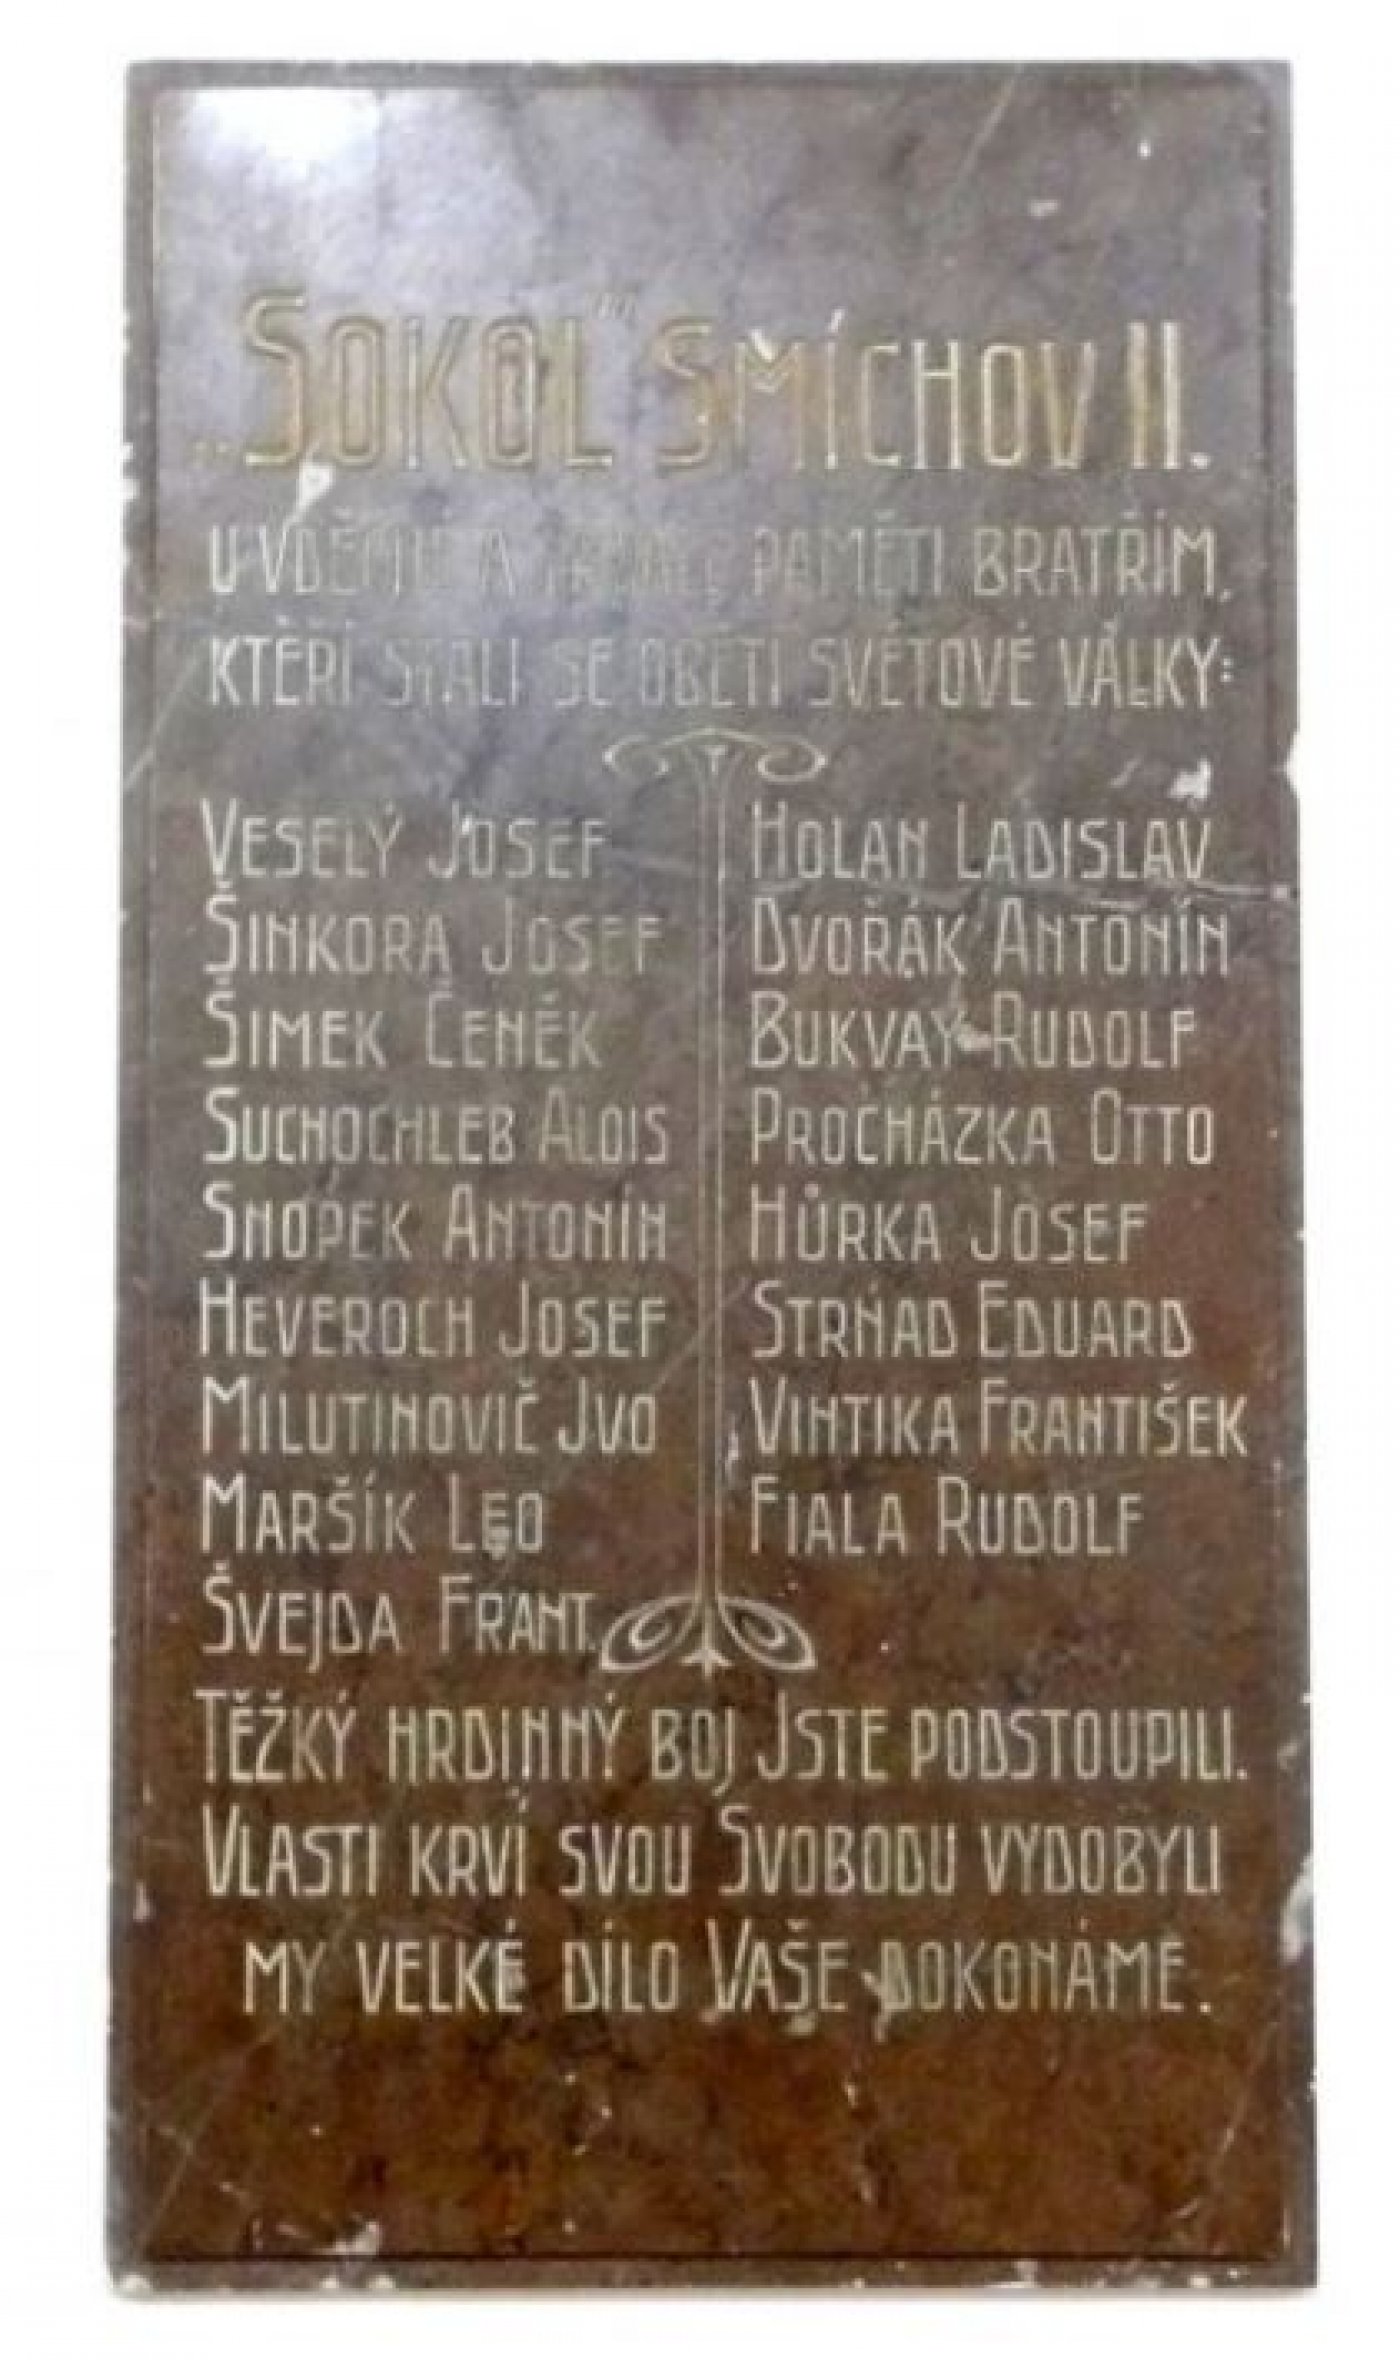 „SOKOL" SMÍCHOV II.
V VDĚČNÉ A TRVALÉ PAMĚTI BRATŘÍM,
KTEŘÍ STALI SE OBĚTÍ SVĚTOVÉ VÁLKY:
VESELÝ JOSEF
ŠINKORA JOSEF
ŠIMEK ČENĚK
SUCHOCHLEB ALOIS
SNOPEK ANTONÍN
HEVEROCH JOSEF
MILUTINOVIČ JVO
MARŠÍK LEO
ŠVEJDA FRANT.
HOLAN LADISLAV
DVOŘÁK ANTONÍN
BUKVAY RUDOLF
PROCHÁZKA OTTO
HŮRKA JOSEF
STRŇAD EDUARD
VINTIKA FRANTIŠEK
FIALA RUDOLF
TĚŽKÝ HRDINNÝ BOJ JSTE PODSTOUPILI.
VLASTI KRVÍ SVOU SVOBODU VYDOBYLI
MY VELKÉ DÍLO VAŠE DOKONÁME.